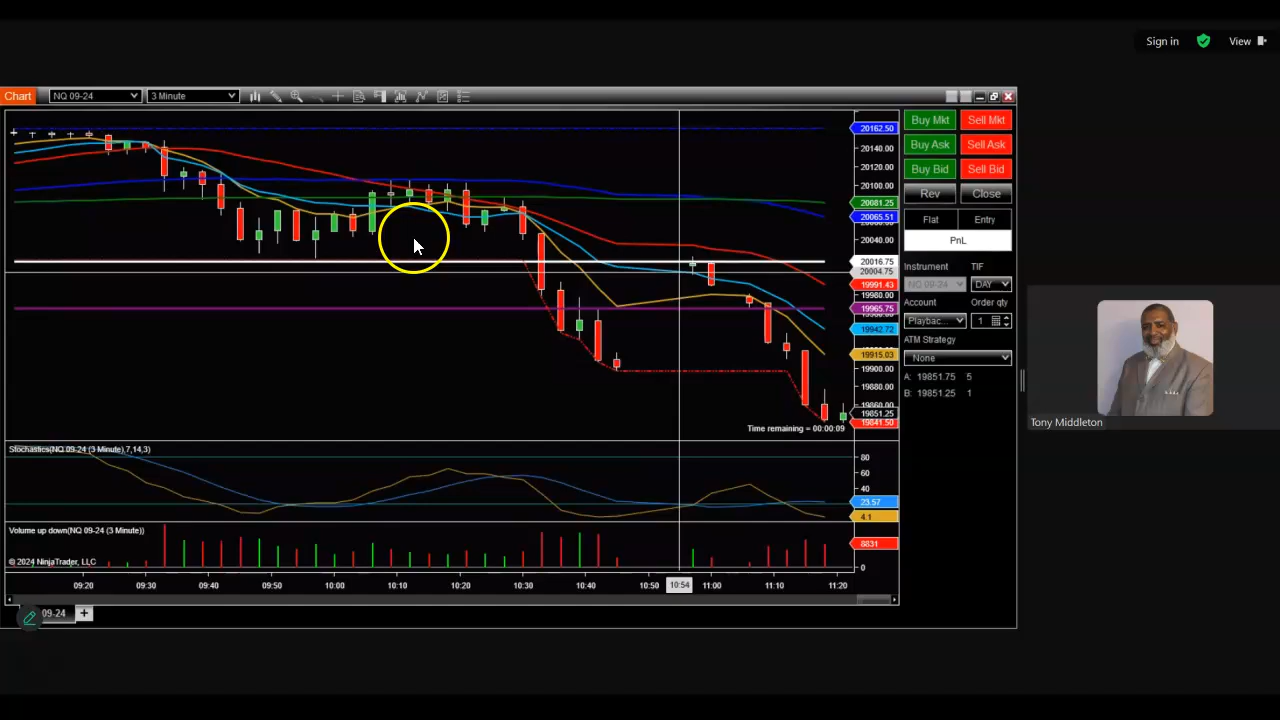 Sign in
View
Chart
NQ 09-24
3 Minute
20162.50
20140.00
20120.00
20100.00
20681.25
20065.51
20040.00
20016.75
20004.75
19991.43
19980.00
19965.75
19942.72
19915.03
19900.00
19880.00
19860.00
19851.25
19841.50
Time remaining = 00:00:09
Buy Mkt
Sell Mkt
Buy Ask
Sell Ask
Buy Bid
Sell Bid
Rev
Close
Flat
Entry
PnL
Instrument
TIF
NQ 09-24
DAY
Account
Order qty
Playbac...
1
ATM Strategy
None
A: 19851.75 5
B: 19851.25 1
Tony Middleton
Stochastics(NQ 09-24 (3 Minute),7,14,3)
80
60
40
23.57
4.1
Volume up down(NQ 09-24 (3 Minute))
8831
0
© 2024 NinjaTrader, LLC
09:20 09:30 09:40 09:50 10:00 10:10 10:20 10:30 10:40 10:50 10:54 11:00 11:10 11:20
09-24
+